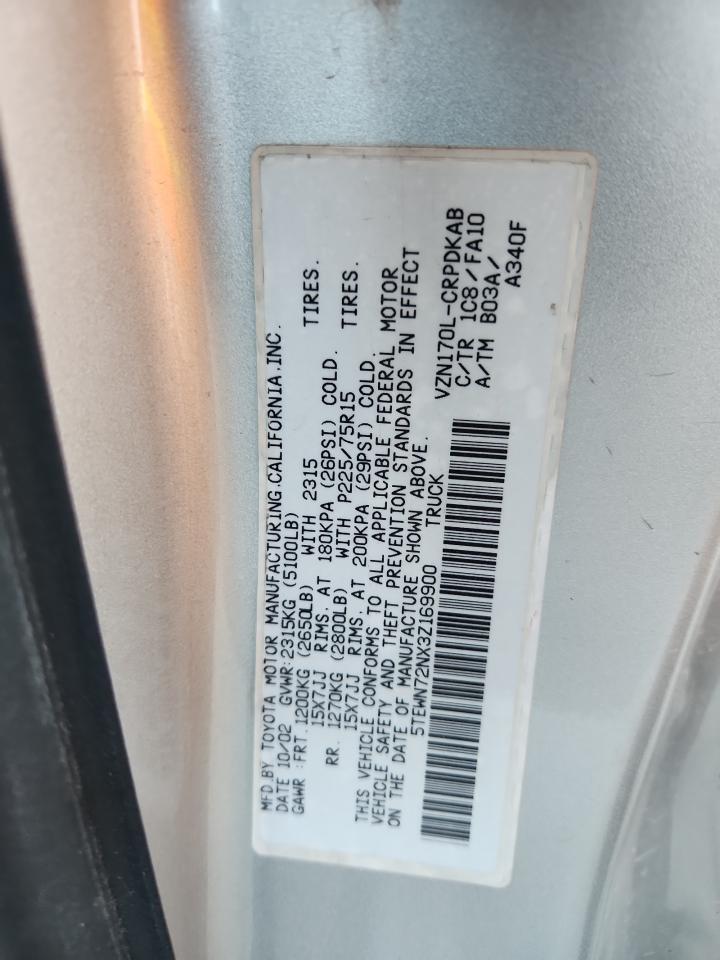 MFD.BY TOYOTA MOTOR MANUFACTURING.CALIFORNIA.INC.
DATE 10/02 GVWR:2315KG (5100LB)
GAWR :FRT.1200KG (2650LB) WITH 2315 TIRES.
15X7JJ RIMS. AT 180KPA (26PSI) COLD.
RR. 1270KG (2800LB) WITH P225/75R15 TIRES.
15X7JJ RIMS. AT 200KPA (29PSI) COLD.
THIS VEHICLE CONFORMS TO ALL APPLICABLE FEDERAL MOTOR
VEHICLE SAFETY AND THEFT PREVENTION STANDARDS IN EFFECT
ON THE DATE OF MANUFACTURE SHOWN ABOVE.
5TEWN72NX3Z169900 TRUCK
VZN170L-CRPDKAB
C/TR 1C8/FA10
A/TM B03A/
A340F